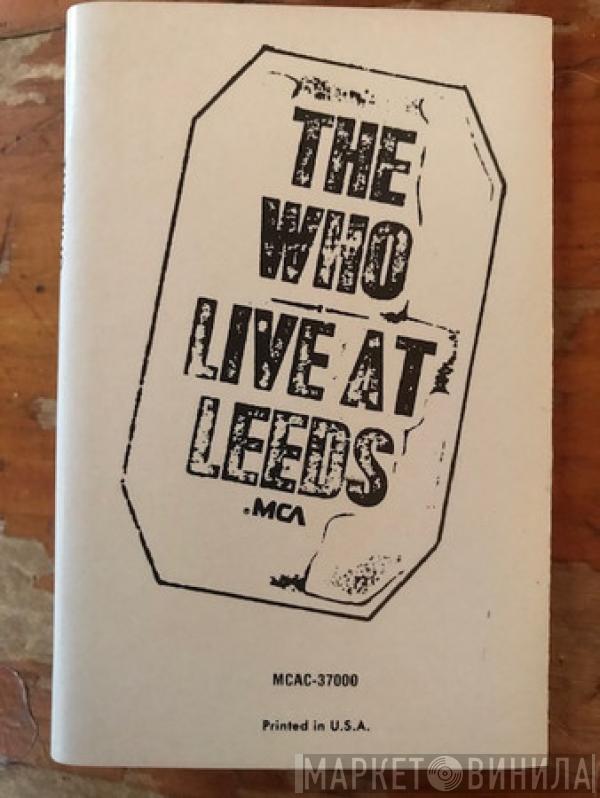 THE
WHO
LIVE AT
LEEDS
MCA
MCAC-37000
Printed in U.S.A.
МАРКЕТ ВИНИЛА